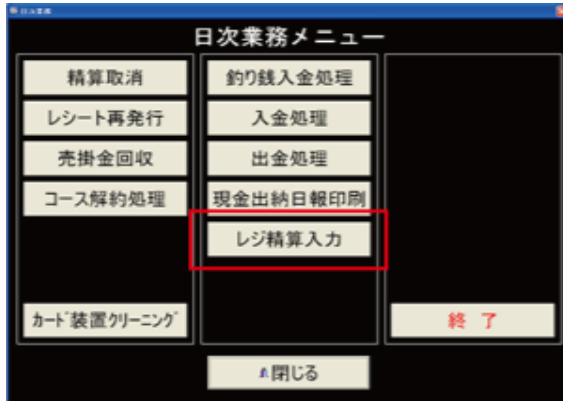 日次業務
日次業務メニュー
精算取消
レシート再発行
売掛金回収
コース解約処理
カード装置クリーニング
釣り銭入金処理
入金処理
出金処理
現金出納日報印刷
レジ精算入力
終 了
閉じる